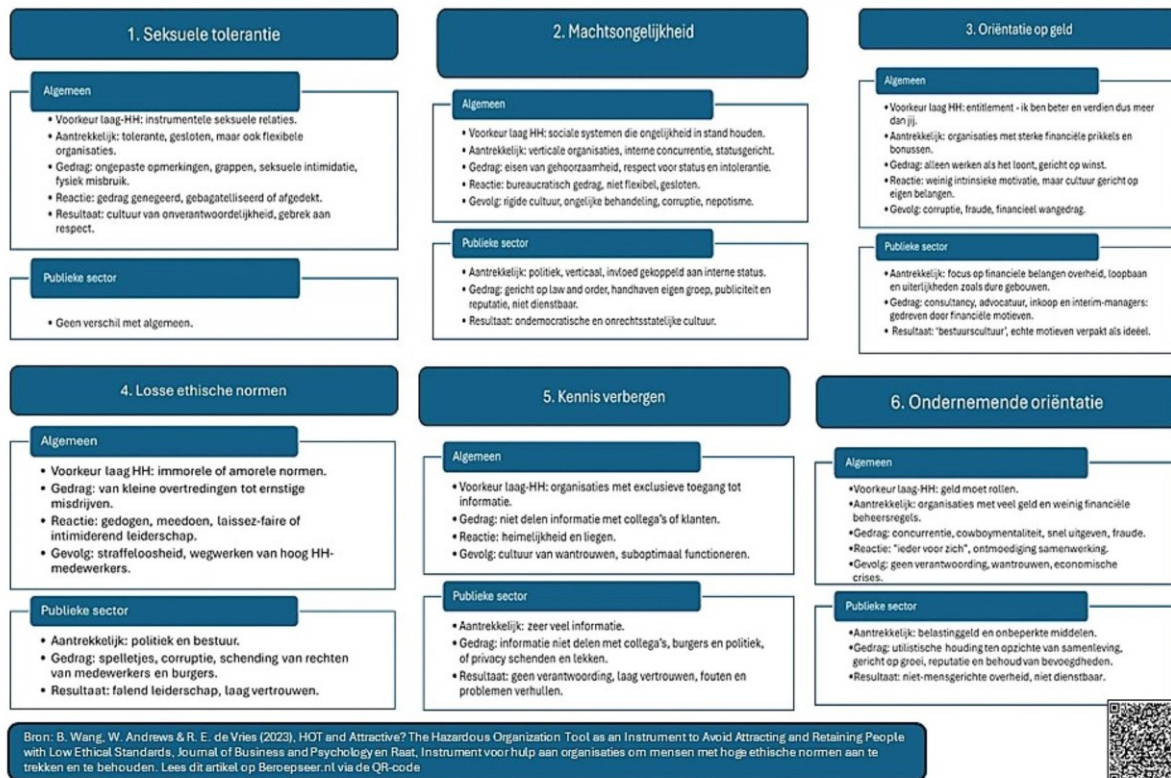 1. Seksuele tolerantie
Algemeen
• Voorkeur laag-HH: instrumentele seksuele relaties.
• Aantrekkelijk: tolerante, gesloten, maar ook flexibele
organisaties.
• Gedrag: ongepaste opmerkingen, grappen, seksuele intimidatie,
fysiek misbruik.
• Reactie: gedrag genegeerd, gebagatelliseerd of afgedekt.
• Resultaat: cultuur van onverantwoordelijkheid, gebrek aan
respect.
Publieke sector
• Geen verschil met algemeen.
2. Machtsongelijkheid
Algemeen
• Voorkeur laag HH: sociale systemen die ongelijkheid in stand houden.
• Aantrekkelijk: verticale organisaties, interne concurrentie, statusgericht.
• Gedrag: eisen van gehoorzaamheid, respect voor status en intolerantie.
• Reactie: bureaucratisch gedrag, niet flexibel, gesloten.
• Gevolg: rigide cultuur, ongelijke behandeling, corruptie, nepotisme.
Publieke sector
• Aantrekkelijk: politiek, verticaal, invloed gekoppeld aan interne status.
• Gedrag: gericht op law and order, handhaven eigen groep, publiciteit en
reputatie, niet dienstbaar.
• Resultaat: ondemocratische en onrechtsstatelijke cultuur.
3. Oriëntatie op geld
Algemeen
• Voorkeur laag HH: entitlement - ik ben beter en verdien dus meer
dan jij.
• Aantrekkelijk: organisaties met sterke financiële prikkels en
bonussen.
• Gedrag: alleen werken als het loont, gericht op winst.
• Reactie: weinig intrinsieke motivatie, maar cultuur gericht op
eigen belangen.
• Gevolg: corruptie, fraude, financieel wangedrag.
Publieke sector
• Aantrekkelijk: focus op financiele belangen overheid, loopbaan
en uiterlijkheden zoals dure gebouwen.
• Gedrag: consultancy, advocatuur, inkoop en interim-managers:
gedreven door financiële motieven.
• Resultaat: 'bestuurscultuur', echte motieven verpakt als ideëel.
4. Losse ethische normen
Algemeen
• Voorkeur laag HH: immorele of amorele normen.
• Gedrag: van kleine overtredingen tot ernstige
misdrijven.
• Reactie: gedogen, meedoen, laissez-faire of
intimiderend leiderschap.
• Gevolg: straffeloosheid, wegwerken van hoog HH-
medewerkers.
Publieke sector
• Aantrekkelijk: politiek en bestuur.
• Gedrag: spelletjes, corruptie, schending van rechten
van medewerkers en burgers.
• Resultaat: falend leiderschap, laag vertrouwen.
5. Kennis verbergen
Algemeen
• Voorkeur laag-HH: organisaties met exclusieve toegang tot
informatie.
• Gedrag: niet delen informatie met collega's of klanten.
• Reactie: heimelijkheid en liegen.
• Gevolg: cultuur van wantrouwen, suboptimaal functioneren.
Publieke sector
• Aantrekkelijk: zeer veel informatie.
• Gedrag: informatie niet delen met collega's, burgers en politiek,
of privacy schenden en lekken.
• Resultaat: geen verantwoording, laag vertrouwen, fouten en
problemen verhullen.
6. Ondernemende oriëntatie
Algemeen
• Voorkeur laag-HH: geld moet rollen.
• Aantrekkelijk: organisaties met veel geld en weinig financiële
beheersregels.
• Gedrag: concurrentie, cowboymentaliteit, snel uitgeven, fraude.
• Reactie: "ieder voor zich", ontmoediging samenwerking.
• Gevolg: geen verantwoording, wantrouwen, economische
crises.
Publieke sector
• Aantrekkelijk: belastinggeld en onbeperkte middelen.
• Gedrag: utilistische houding ten opzichte van samenleving,
gericht op groei, reputatie en behoud van bevoegdheden.
• Resultaat: niet-mensgerichte overheid, niet dienstbaar.
Bron: B. Wang, W. Andrews & R. E. de Vries (2023), HOT and Attractive? The Hazardous Organization Tool as an Instrument to Avoid Attracting and Retaining People
with Low Ethical Standards, Journal of Business and Psychology en Raat, Instrument voor hulp aan organisaties om mensen met hoge ethische normen aan te
trekken en te behouden. Lees dit artikel op Beroepseer.nl via de QR-code